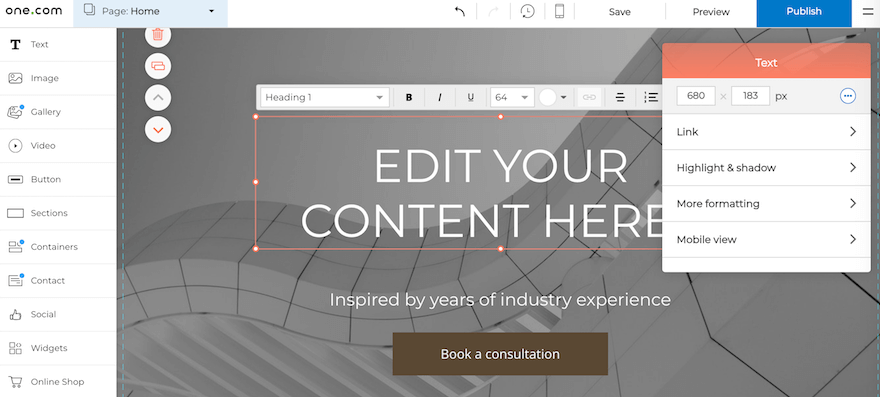 one.com
Page: Home
Save
Preview
Publish
Text
Image
Gallery
Video
Button
Sections
Containers
Contact
Social
Widgets
Online Shop
Heading 1
B
I
U
64
EDIT YOUR
CONTENT HERE
Inspired by years of industry experience
Book a consultation
Text
680 x 183 px
Link
Highlight & shadow
More formatting
Mobile view